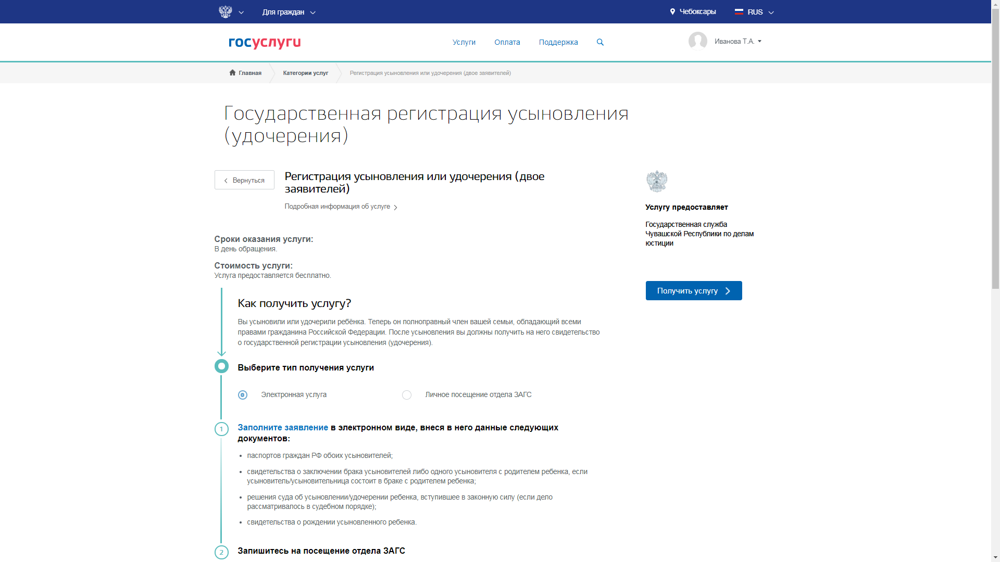 Для граждан
Чебоксары
RUS
госуслуги
Услуги
Оплата
Поддержка
Иванова Т.А.
Главная
Категории услуг
Регистрация усыновления или удочерения (двое заявителей)
Государственная регистрация усыновления
(удочерения)
Вернуться
Регистрация усыновления или удочерения (двое
заявителей)
Подробная информация об услуге
Услугу предоставляет
Государственная служба
Чувашской Республики по делам
юстиции
Получить услугу
Сроки оказания услуги:
В день обращения.
Стоимость услуги:
Услуга предоставляется бесплатно.
Как получить услугу?
Вы усыновили или удочерили ребёнка. Теперь он полноправный член вашей семьи, обладающий всеми
правами гражданина Российской Федерации. После усыновления вы должны получить на него свидетельство
о государственной регистрации усыновления (удочерения).
Выберите тип получения услуги
Электронная услуга
Личное посещение отдела ЗАГС
1
Заполните заявление в электронном виде, внеся в него данные следующих
документов:
• паспортов граждан РФ обоих усыновителей;
• свидетельства о заключении брака усыновителей либо одного усыновителя с родителем ребенка, если
усыновитель/усыновительница состоит в браке с родителем ребенка;
• решения суда об усыновлении/удочерении ребенка, вступившее в законную силу (если дело
рассматривалось в судебном порядке);
• свидетельства о рождении усыновленного ребенка.
2
Запишитесь на посещение отдела ЗАГС